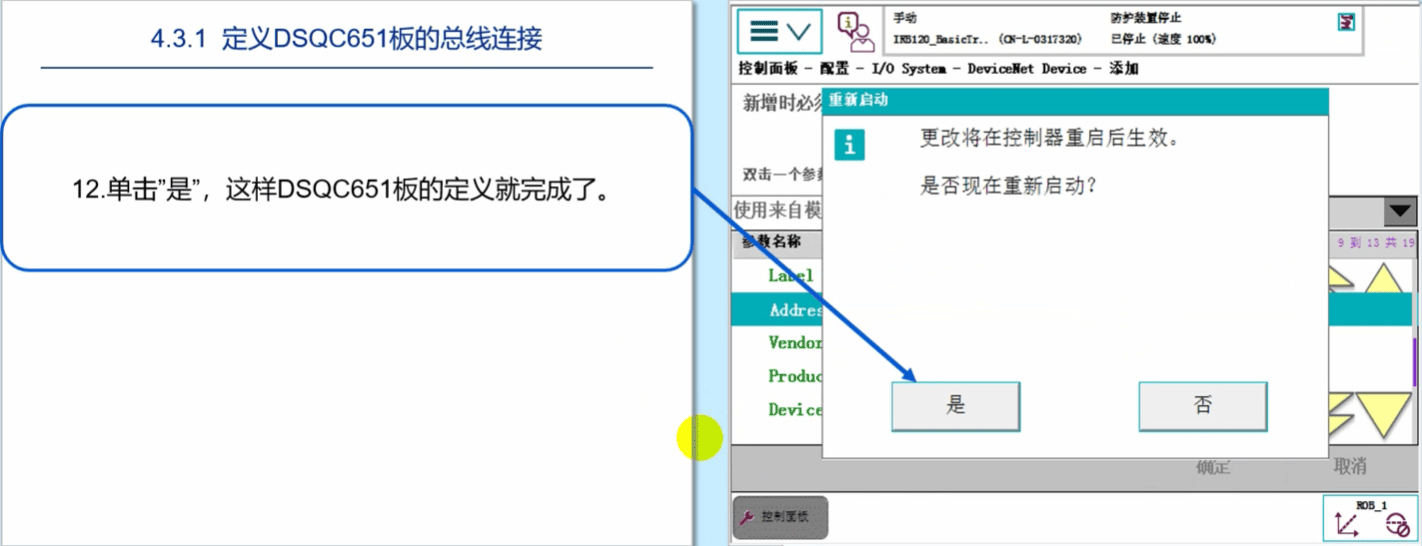 4.3.1 定义DSQC651板的总线连接
12.单击”是”，这样DSQC651板的定义就完成了。
手动
防护装置停止
IRB120_BasicTr.. (CN-L-0317320)
已停止 (速度 100%)
控制面板 - 配置 - I/O System - DeviceNet Device - 添加
新增时必须
重新启动
更改将在控制器重启后生效。
双击一个参数
是否现在重新启动？
使用来自模
参数名称
9 到 13 共 19
Label
Addres
Vendor
Produc
Device
是
否
确定
取消
控制面板
ROB_1